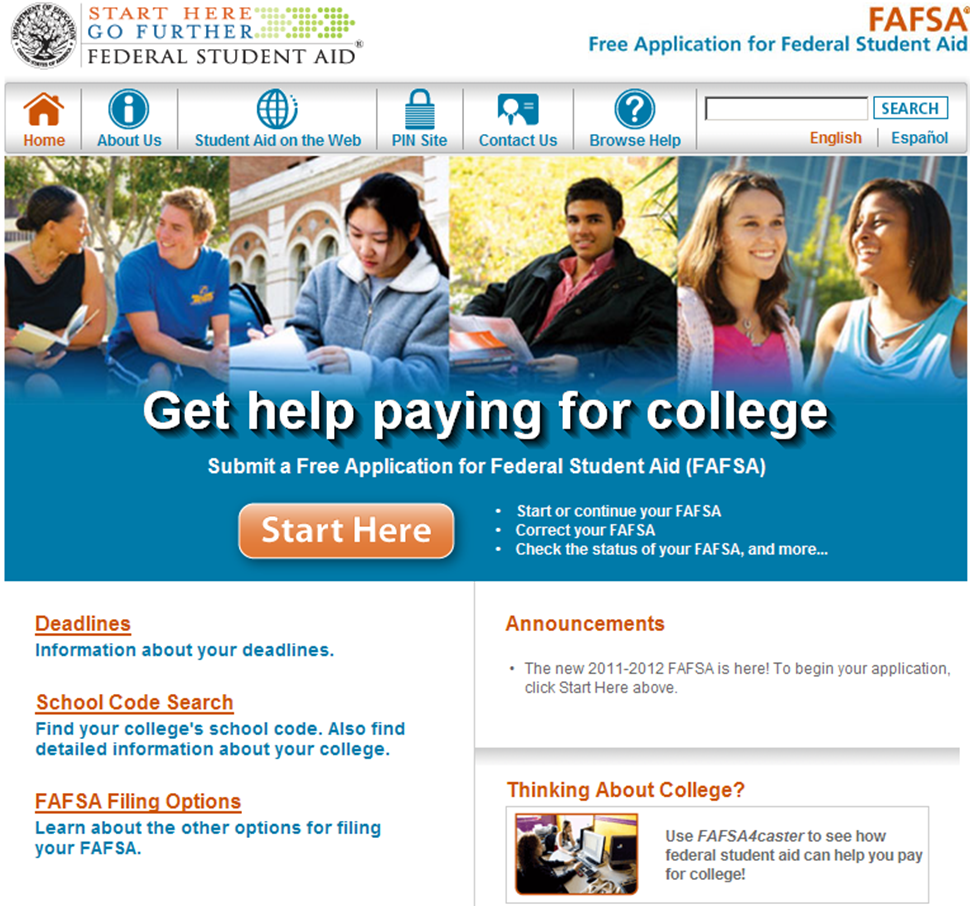 START HERE
GO FURTHER
FEDERAL STUDENT AID®
FAFSA®
Free Application for Federal Student Aid
Home
About Us
Student Aid on the Web
PIN Site
Contact Us
Browse Help
SEARCH
English
Español
Get help paying for college
Submit a Free Application for Federal Student Aid (FAFSA)
Start Here
• Start or continue your FAFSA
• Correct your FAFSA
• Check the status of your FAFSA, and more...
Deadlines
Information about your deadlines.
School Code Search
Find your college's school code. Also find
detailed information about your college.
FAFSA Filing Options
Learn about the other options for filing
your FAFSA.
Announcements
• The new 2011-2012 FAFSA is here! To begin your application,
click Start Here above.
Thinking About College?
Use FAFSA4caster to see how
federal student aid can help you pay
for college!